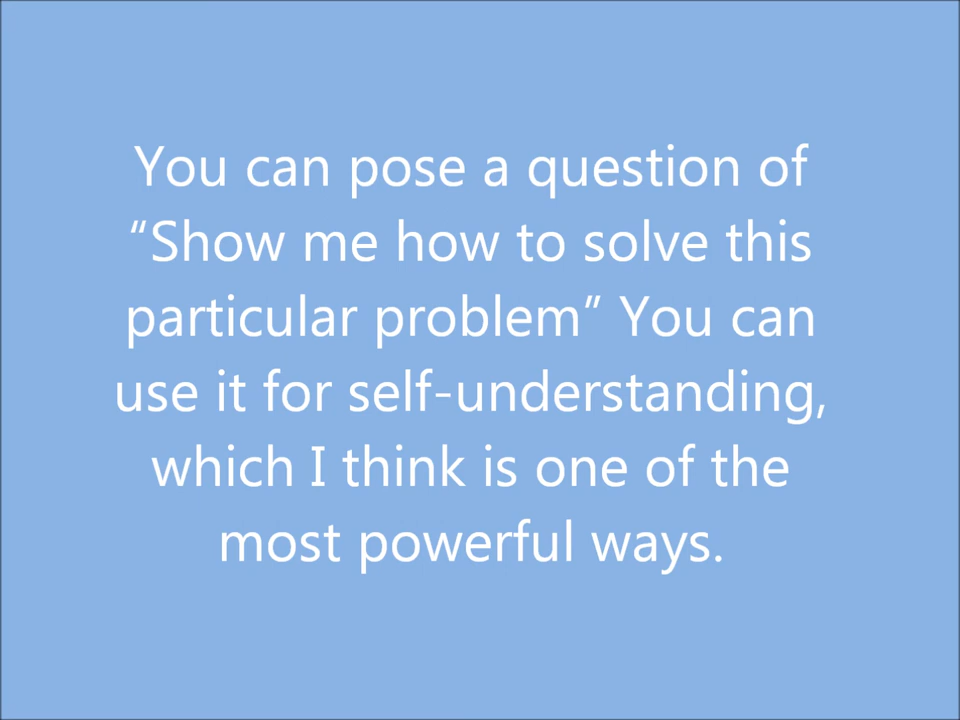 You can pose a question of
“Show me how to solve this
particular problem” You can
use it for self-understanding,
which I think is one of the
most powerful ways.